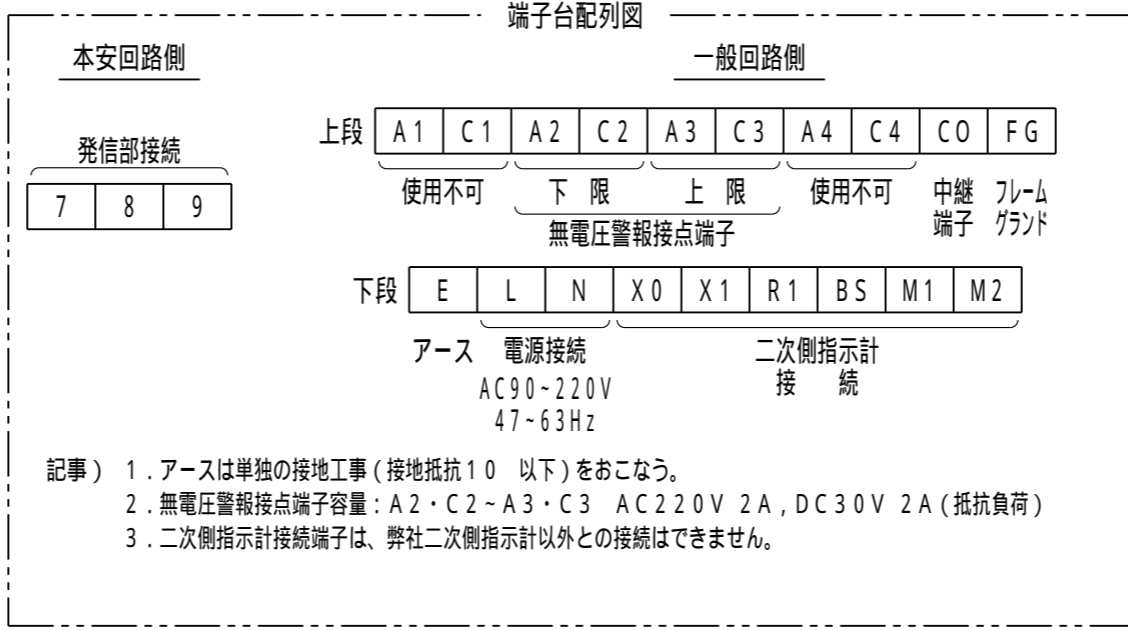 端子台配列図
本安回路側
一般回路側
発信部接続
7 8 9
上段 A1 C1 A2 C2 A3 C3 A4 C4 CO FG
使用不可 下 限 上 限 使用不可 中継端子 フレームグランド
無電圧警報接点端子
下段 E L N X0 X1 R1 BS M1 M2
アース 電源接続 二次側指示計接 続
AC90~220V
47~63Hz
記事) 1.アースは単独の接地工事(接地抵抗10 以下)をおこなう。
2.無電圧警報接点端子容量:A2・C2~A3・C3 AC220V 2A,DC30V 2A(抵抗負荷)
3.二次側指示計接続端子は、弊社二次側指示計以外との接続はできません。